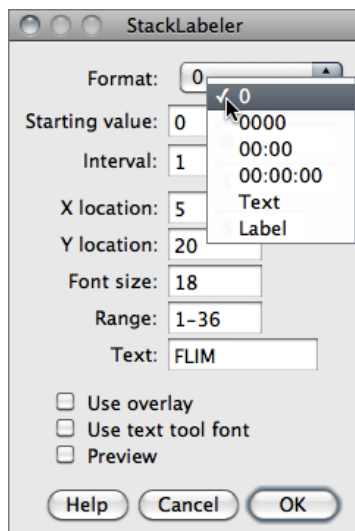 StackLabeler
Format: 0
✓ 0
0000
00:00
00:00:00
Text
Label
Starting value: 0
Interval: 1
X location: 5
Y location: 20
Font size: 18
Range: 1-36
Text: FLIM
Use overlay
Use text tool font
Preview
Help Cancel OK